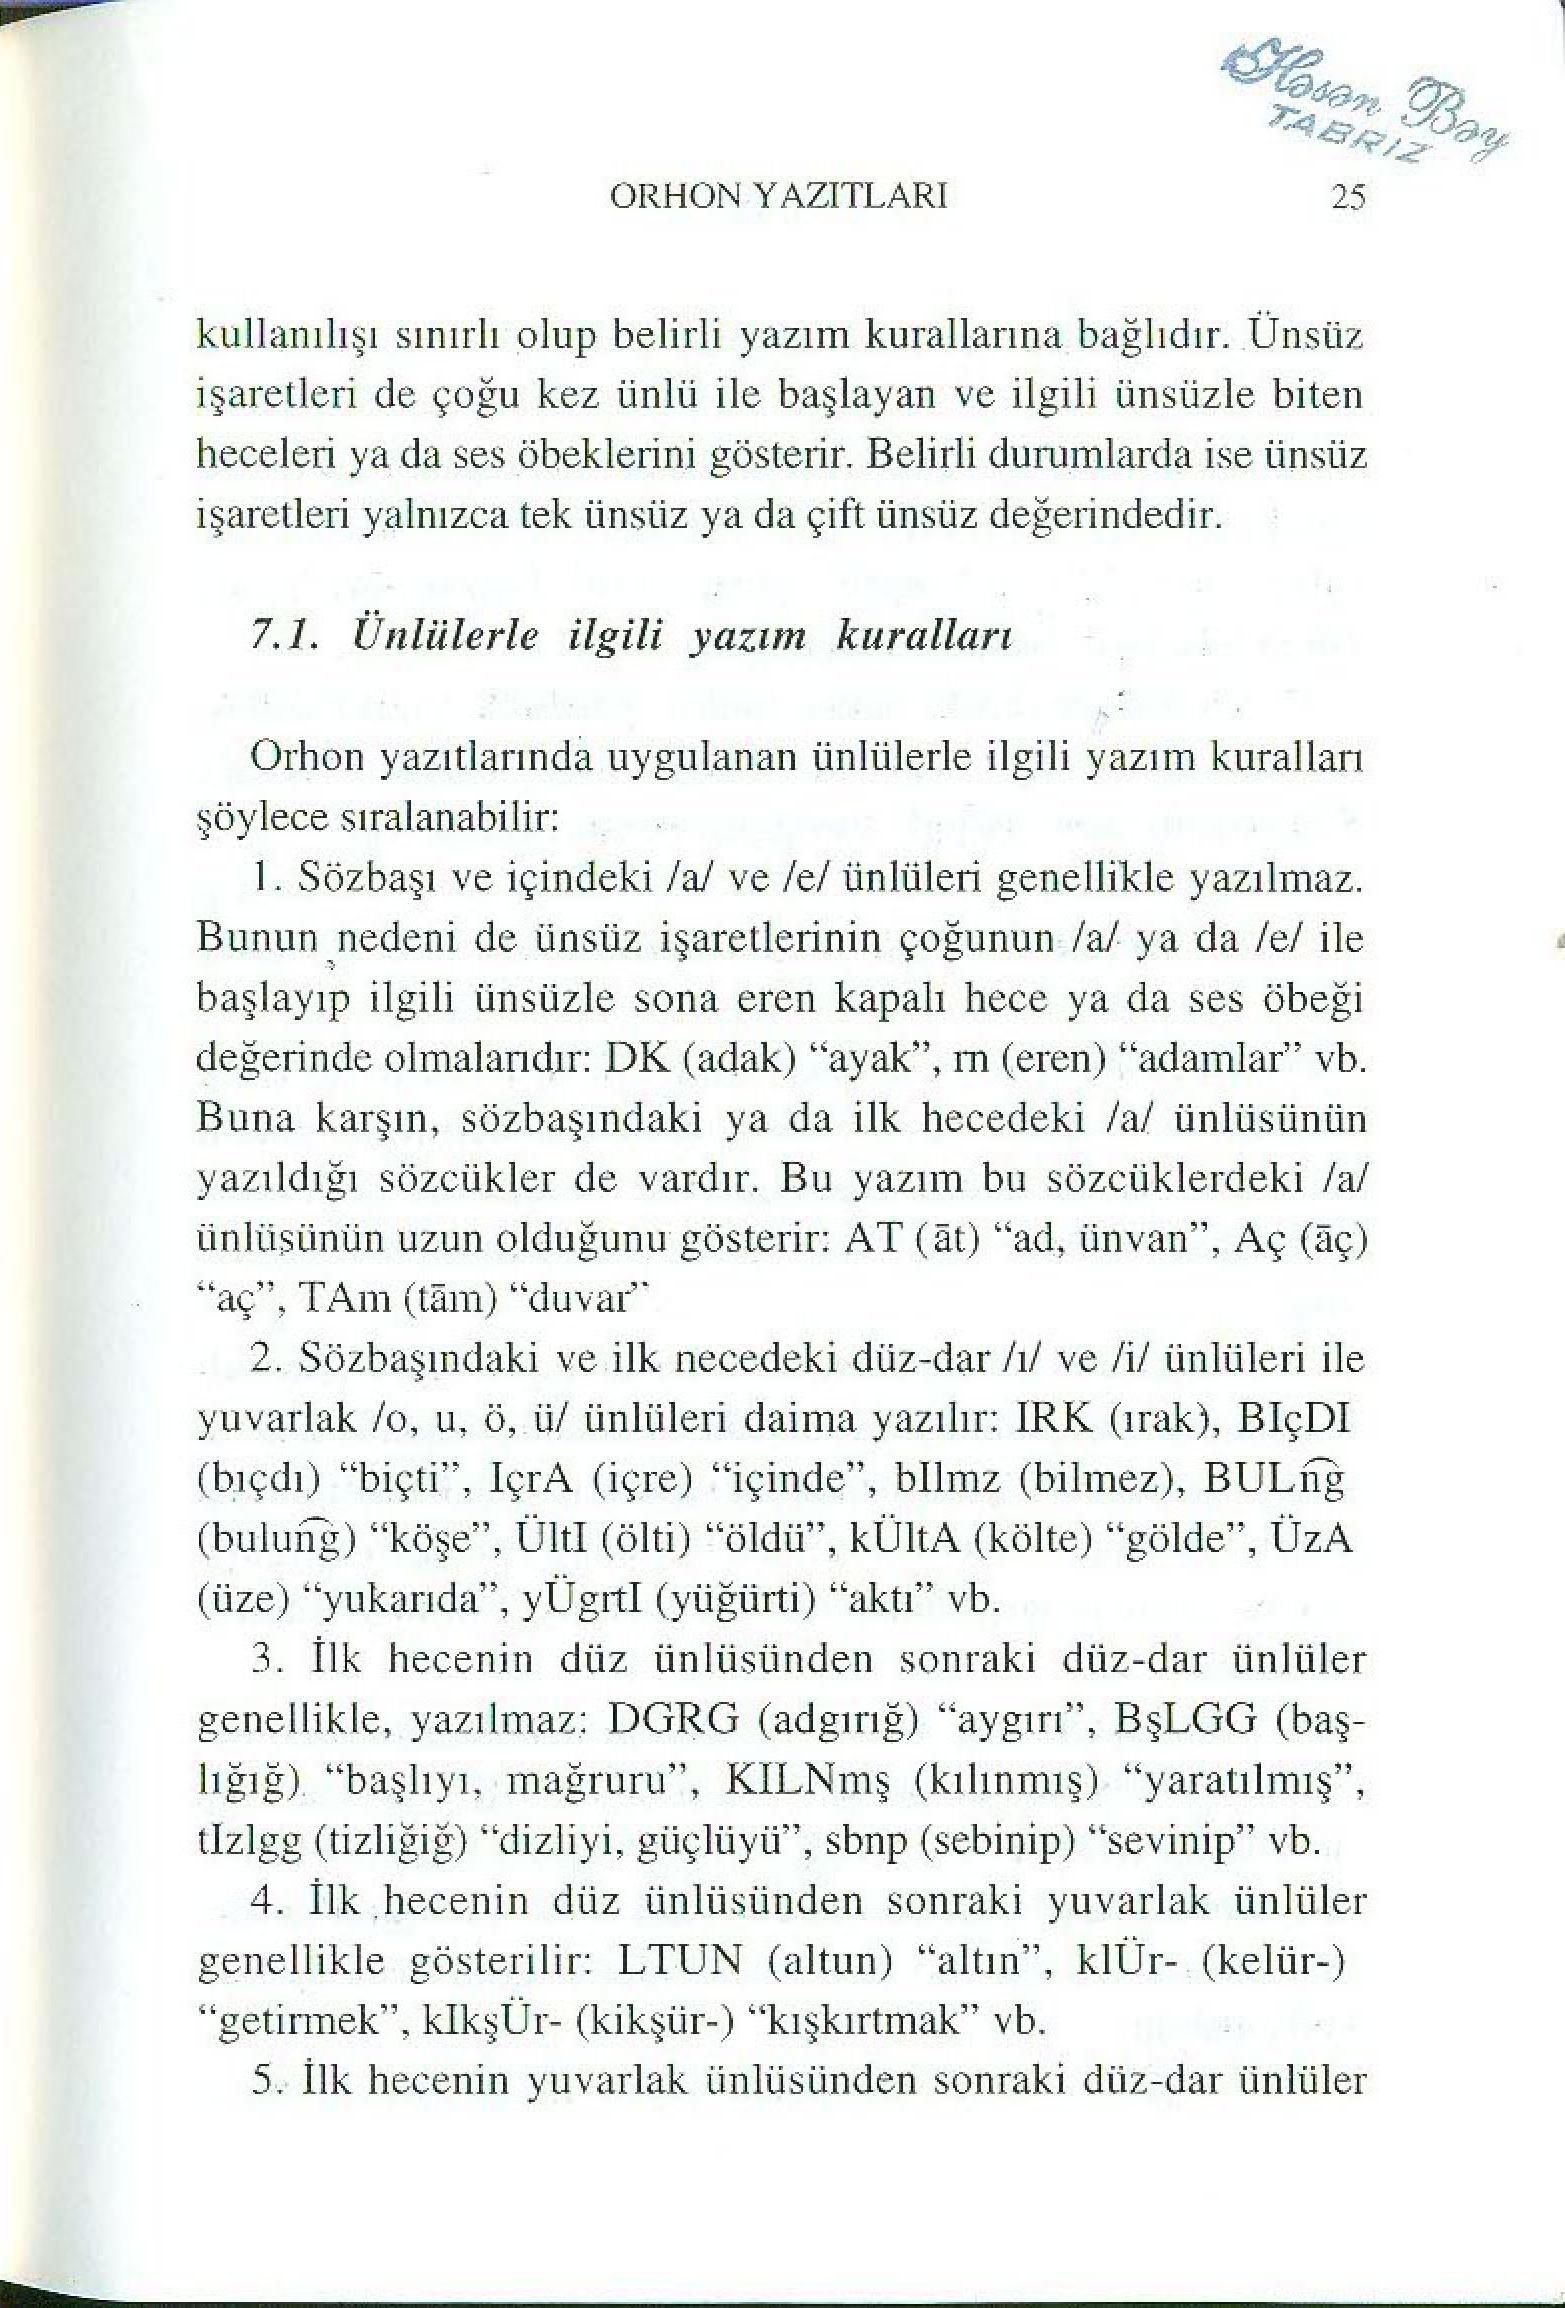 Həsən Bəy
TABRIZ
ORHON YAZITLARI 25
kullanılışı sınırlı olup belirli yazım kurallarına bağlıdır. Ünsüz
işaretleri de çoğu kez ünlü ile başlayan ve ilgili ünsüzle biten
heceleri ya da ses öbeklerini gösterir. Belirli durumlarda ise ünsüz
işaretleri yalnızca tek ünsüz ya da çift ünsüz değerindedir.
7.1. Ünlülerle ilgili yazım kuralları
Orhon yazıtlarında uygulanan ünlülerle ilgili yazım kuralları
şöylece sıralanabilir:
1. Sözbaşı ve içindeki /a/ ve /e/ ünlüleri genellikle yazılmaz.
Bunun nedeni de ünsüz işaretlerinin çoğunun /a/ ya da /e/ ile
başlayıp ilgili ünsüzle sona eren kapalı hece ya da ses öbeği
değerinde olmalarıdır: DK (adak) “ayak”, rn (eren) “adamlar” vb.
Buna karşın, sözbaşındaki ya da ilk hecedeki /a/ ünlüsünün
yazıldığı sözcükler de vardır. Bu yazım bu sözcüklerdeki /a/
ünlüsünün uzun olduğunu gösterir: AT (āt) “ad, ünvan”, Aç (āç)
“aç”, TAm (tām) “duvar”
2. Sözbaşındaki ve ilk necedeki düz-dar /ı/ ve /i/ ünlüleri ile
yuvarlak /o, u, ö, ü/ ünlüleri daima yazılır: IRK (ırak), BIçDI
(bıçdı) “biçti”, IçrA (içre) “içinde”, bIlmz (bilmez), BULn͡g
(bulun͡g) “köşe”, ÜltI (ölti) “öldü”, kÜltA (költe) “gölde”, ÜzA
(üze) “yukarıda”, yÜgrtI (yüğürti) “aktı” vb.
3. İlk hecenin düz ünlüsünden sonraki düz-dar ünlüler
genellikle, yazılmaz: DGRG (adgırığ) “aygırı”, BşLGG (baş-
lığığ) “başlıyı, mağruru”, KILNmş (kılınmış) “yaratılmış”,
tIzlgg (tizliğiğ) “dizliyi, güçlüyü”, sbnp (sebinip) “sevinip” vb.
4. İlk hecenin düz ünlüsünden sonraki yuvarlak ünlüler
genellikle gösterilir: LTUN (altun) “altın”, klÜr- (kelür-)
“getirmek”, kIkşÜr- (kikşür-) “kışkırtmak” vb.
5. İlk hecenin yuvarlak ünlüsünden sonraki düz-dar ünlüler